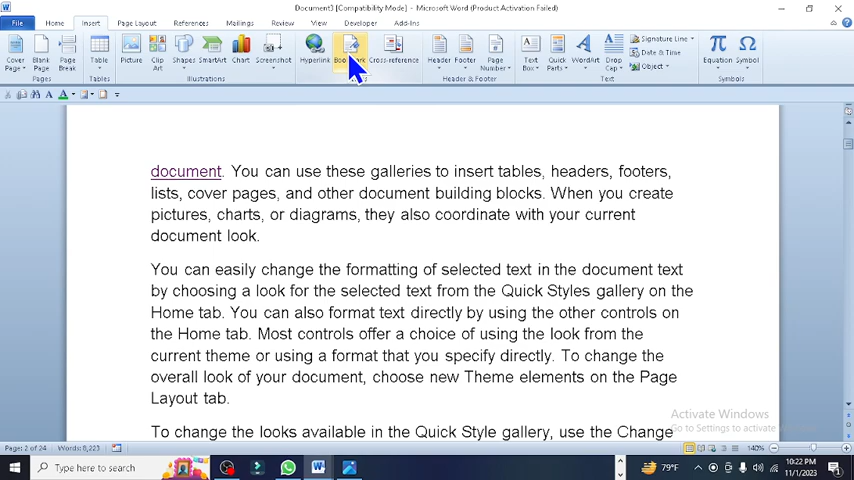 Document3 [Compatibility Mode] - Microsoft Word (Product Activation Failed)
File Home Insert Page Layout References Mailings Review View Developer Add-Ins
Cover Page Blank Page Page Break Table Picture Clip Art Shapes SmartArt Chart Screenshot Hyperlink Cross-reference Header Footer Page Number Text Box Quick Parts WordArt Drop Cap Signature Line Date & Time Object Equation Symbol
Pages Tables Illustrations Header & Footer Text Symbols
document. You can use these galleries to insert tables, headers, footers,
lists, cover pages, and other document building blocks. When you create
pictures, charts, or diagrams, they also coordinate with your current
document look.
You can easily change the formatting of selected text in the document text
by choosing a look for the selected text from the Quick Styles gallery on the
Home tab. You can also format text directly by using the other controls on
the Home tab. Most controls offer a choice of using the look from the
current theme or using a format that you specify directly. To change the
overall look of your document, choose new Theme elements on the Page
Layout tab.
Activate Windows
Go to Settings to activate
To change the looks available in the Quick Style gallery, use the Change
Page: 2 of 24 Words: 8,223 140%
Type here to search 79°F 10:22 PM
11/1/2023